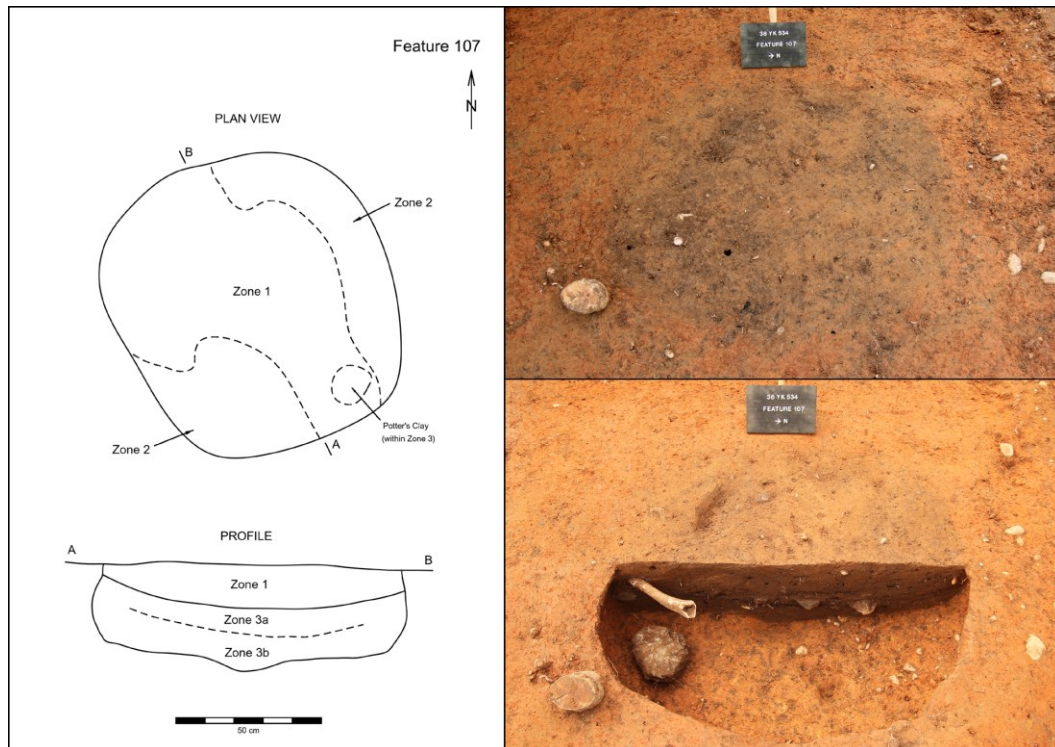 Feature 107
N
PLAN VIEW
B
Zone 2
Zone 1
Potter's Clay
(within Zone 3)
A
Zone 2
PROFILE
A
B
Zone 1
Zone 3a
Zone 3b
50 cm
38 YK 534
FEATURE 107
→ N
38 YK 534
FEATURE 107
→ N